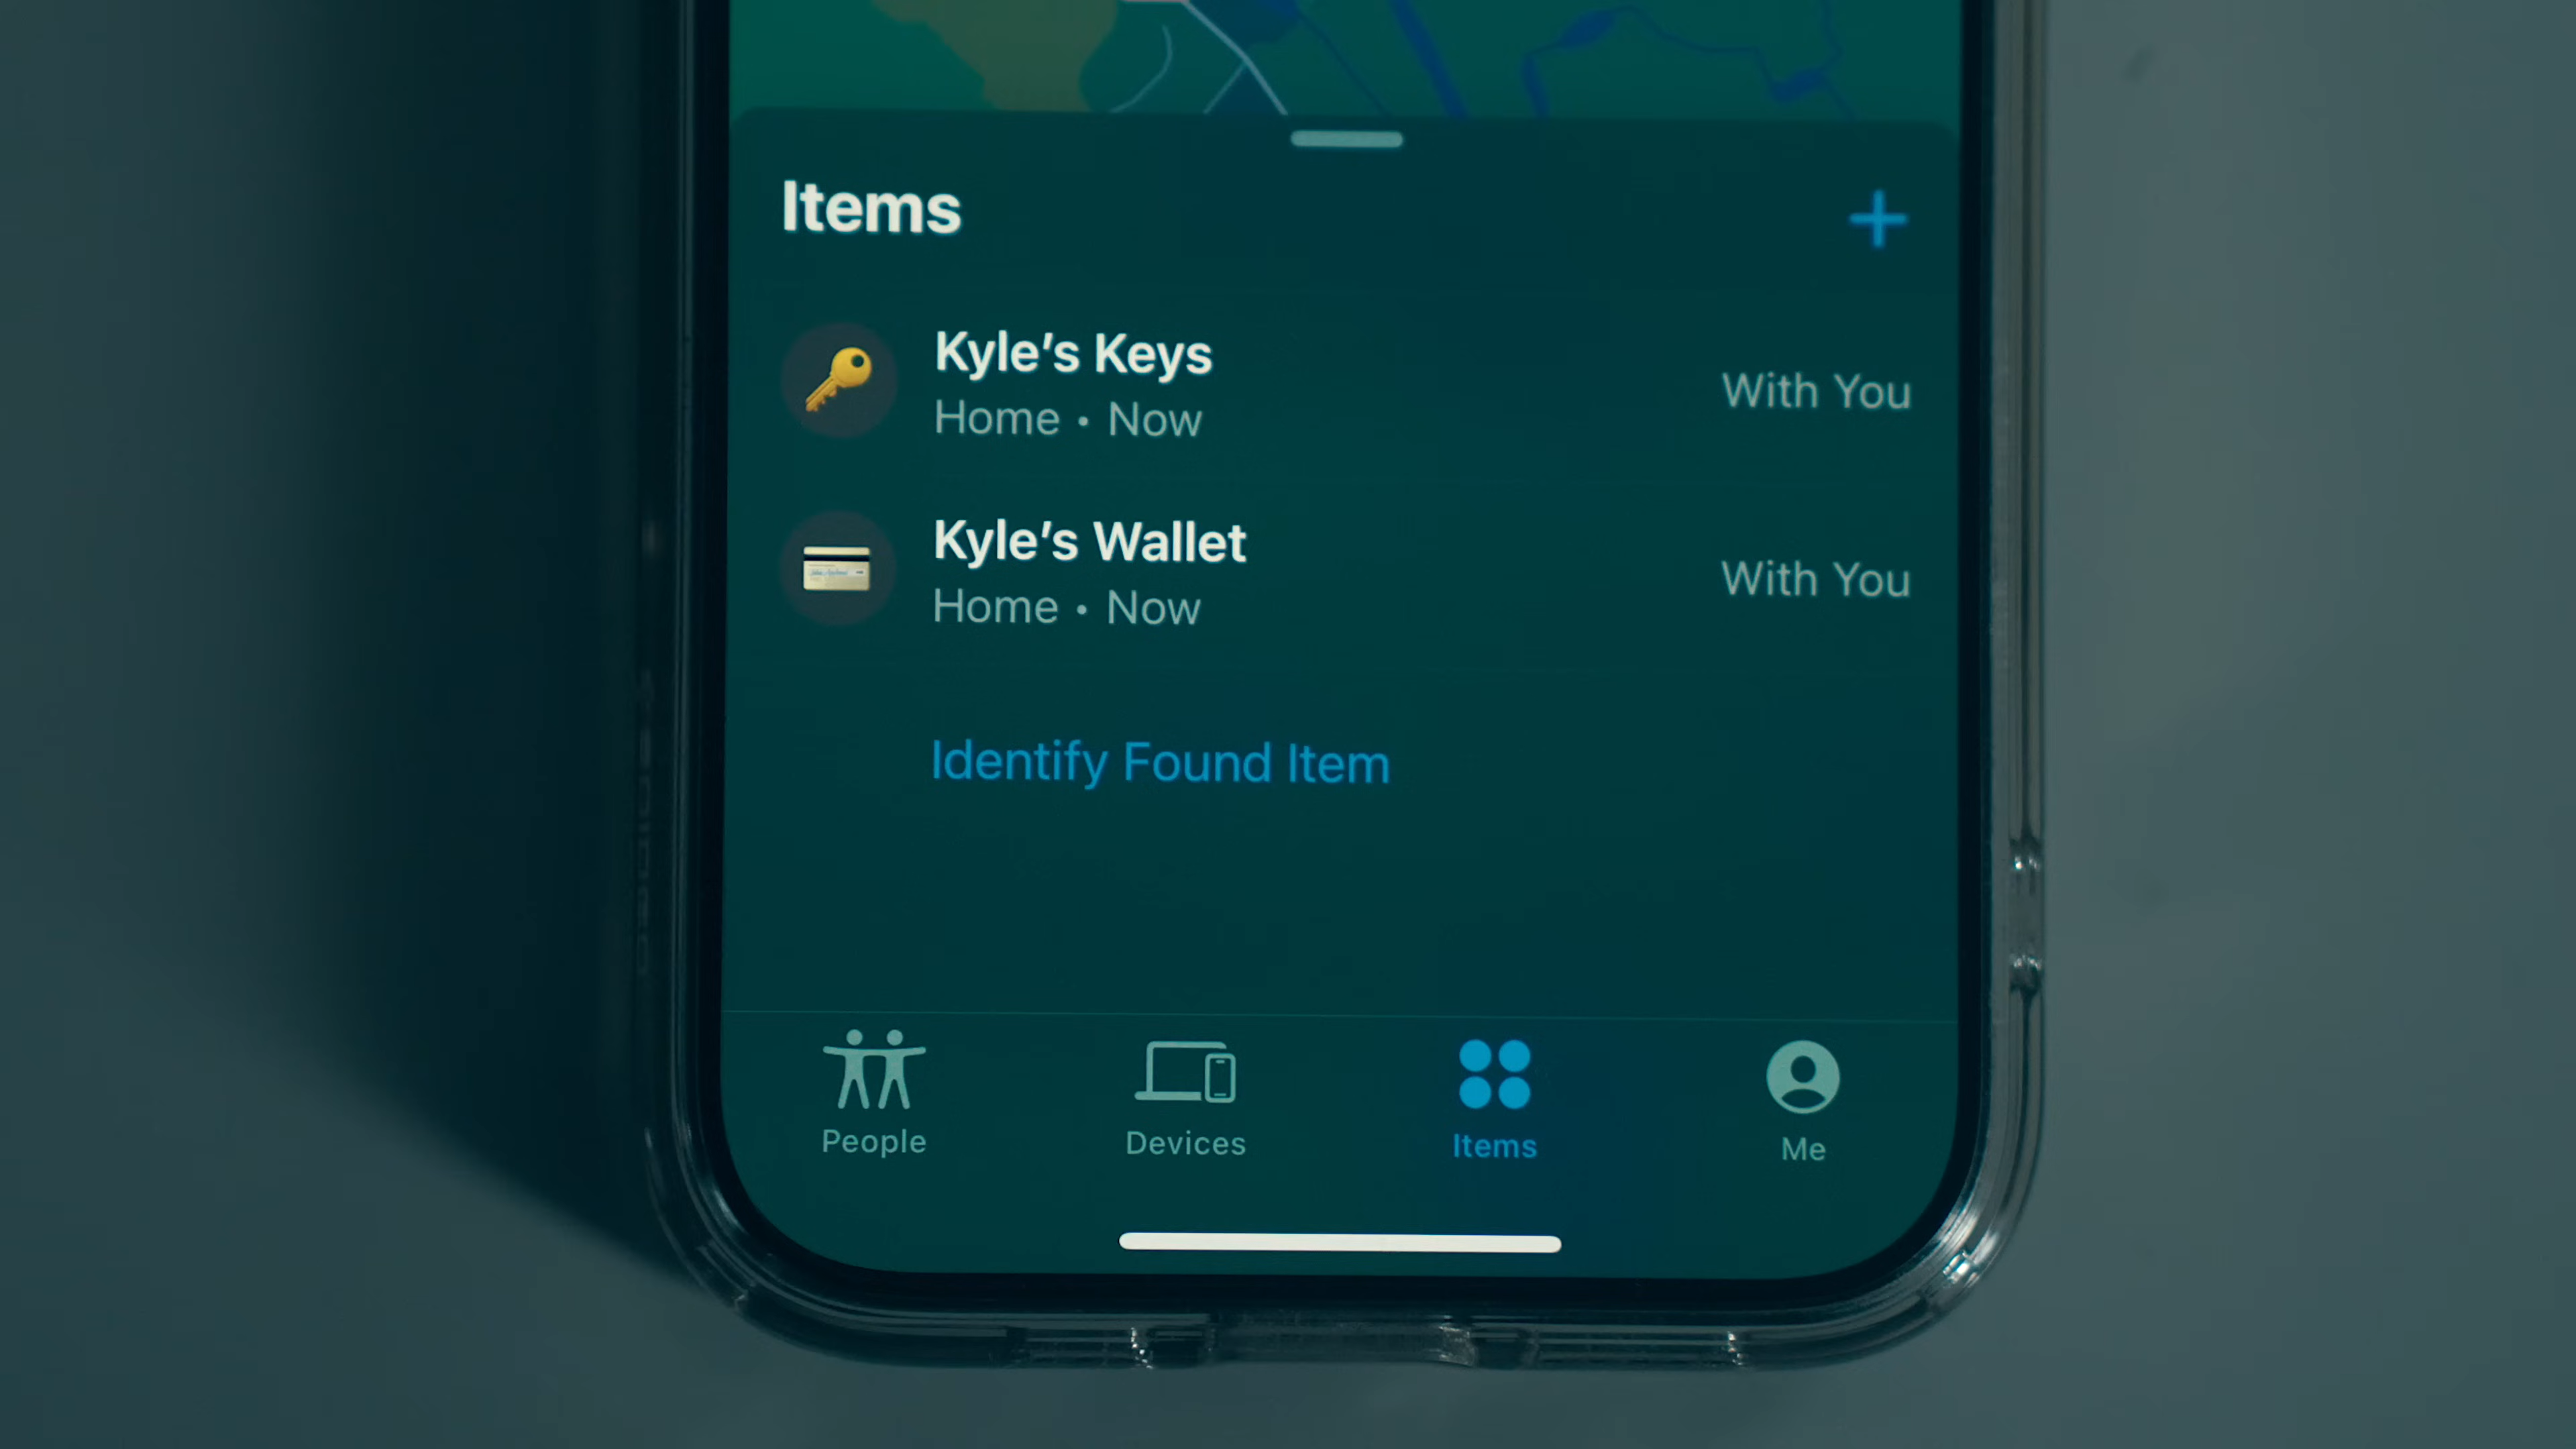 Items
Kyle’s Keys
Home • Now
With You
Kyle’s Wallet
Home • Now
With You
Identify Found Item
People
Devices
Items
Me